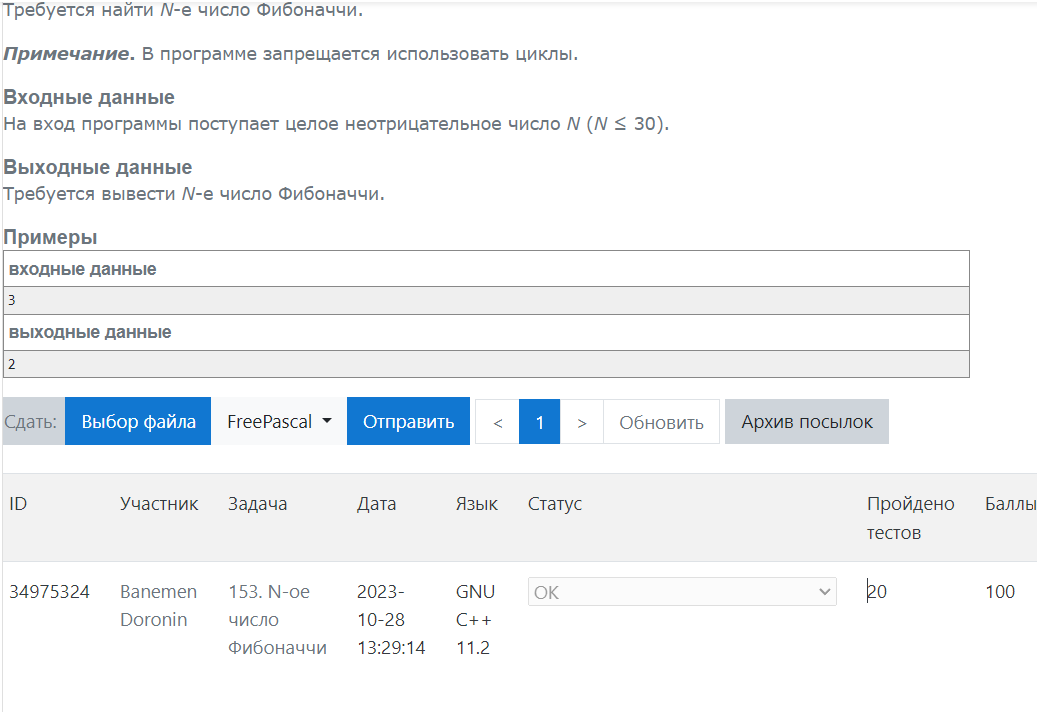 Требуется найти N-е число Фибоначчи.
Примечание. В программе запрещается использовать циклы.
Входные данные
На вход программы поступает целое неотрицательное число N (N ≤ 30).
Выходные данные
Требуется вывести N-е число Фибоначчи.
Примеры
входные данные
3
выходные данные
2
Сдать: Выбор файла FreePascal Отправить < 1 > Обновить Архив посылок
ID Участник Задача Дата Язык Статус Пройдено Баллы
тестов
34975324 Banemen 153. N-ое 2023- GNU OK 20 100
Doronin число 10-28 C++
Фибоначчи 13:29:14 11.2